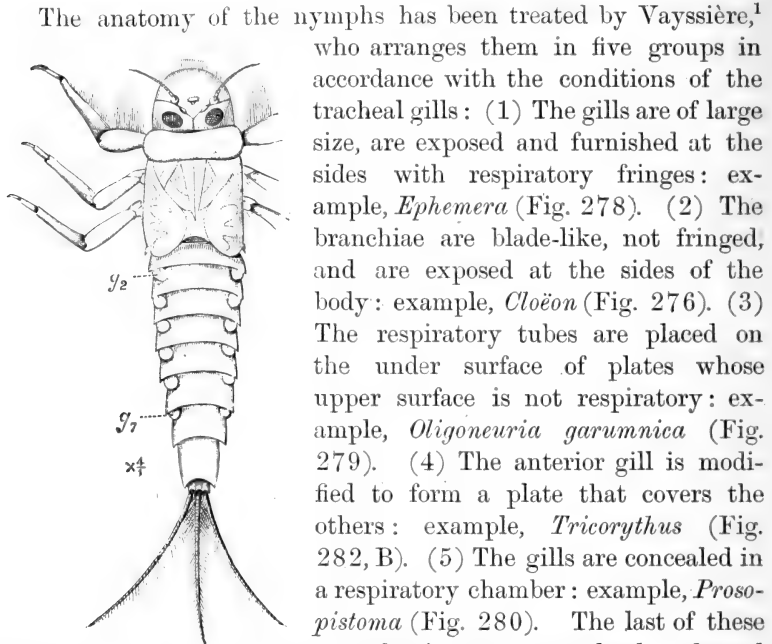 The anatomy of the nymphs has been treated by Vayssière,¹
who arranges them in five groups in
accordance with the conditions of the
tracheal gills: (1) The gills are of large
size, are exposed and furnished at the
sides with respiratory fringes: ex-
ample, Ephemera (Fig. 278). (2) The
branchiae are blade-like, not fringed,
and are exposed at the sides of the
body: example, Cloëon (Fig. 276). (3)
The respiratory tubes are placed on
the under surface of plates whose
upper surface is not respiratory: ex-
ample, Oligoneuria garumnica (Fig.
279). (4) The anterior gill is modi-
fied to form a plate that covers the
others: example, Tricorythus (Fig.
282, B). (5) The gills are concealed in
a respiratory chamber: example, Proso-
pistoma (Fig. 280). The last of these
g2
g7
×4/1